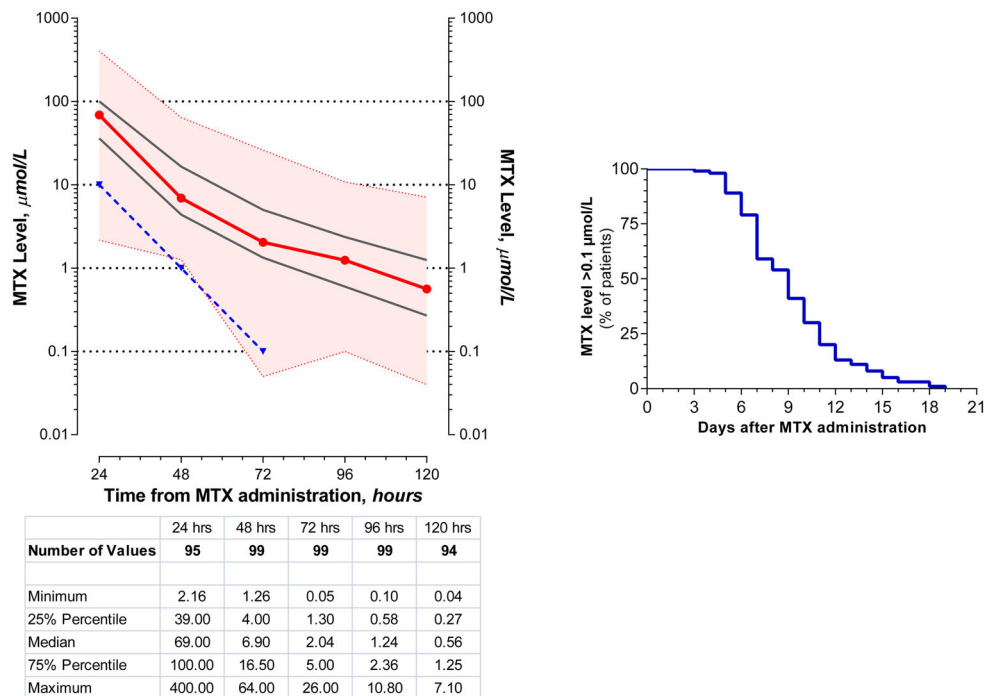 1000
100
10
1
0.1
0.01
MTX Level, μmol/L
1000
100
10
1
0.1
0.01
MTX Level, μmol/L
24 48 72 96 120
Time from MTX administration, hours
24 hrs 48 hrs 72 hrs 96 hrs 120 hrs
Number of Values 95 99 99 99 94
Minimum 2.16 1.26 0.05 0.10 0.04
25% Percentile 39.00 4.00 1.30 0.58 0.27
Median 69.00 6.90 2.04 1.24 0.56
75% Percentile 100.00 16.50 5.00 2.36 1.25
Maximum 400.00 64.00 26.00 10.80 7.10
MTX level >0.1 μmol/L
(% of patients)
100
75
50
25
0
0 3 6 9 12 15 18 21
Days after MTX administration